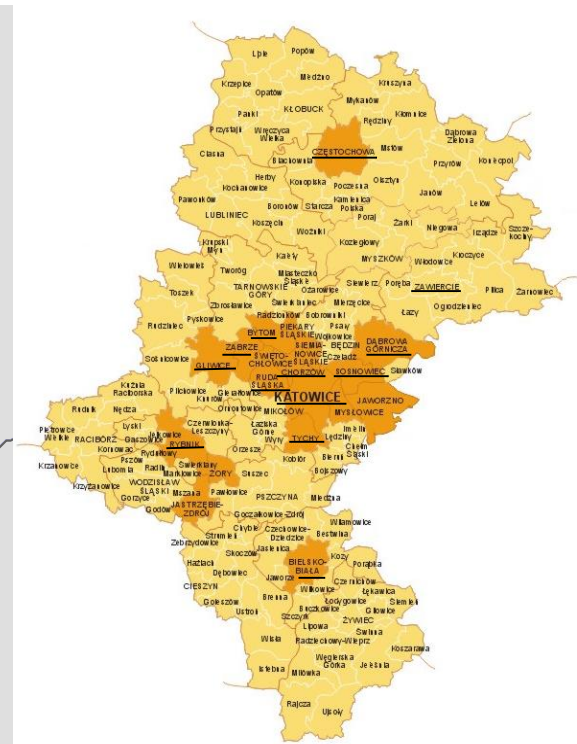 Lipie
Popów
Miedźno
Krzepice
Opatów
Kruszyna
Mykanów
KŁOBUCK
Panki
Kłomnice
Rędziny
Przystajń
Wręczyca
Wielka
Dąbrowa
Zielona
CZĘSTOCHOWA
Mstów
Koniecpol
Ciasna
Blachownia
Przyrów
Herby
Konopiska
Poczesna
Olsztyn
Kochanowice
Janów
Pawonków
Kamienica
Polska
Lelów
Boronów
Starcza
LUBLINIEC
Poraj
Koszęcin
Woźniki
Żarki
Niegowa
Irządze
Szcze-
kociny
Koziegłowy
Krupski
Młyn
MYSZKÓW
Kroczyce
Kalety
Włodowice
Wielowieś
Tworóg
Miasteczko
Śląskie
Siewierz
Poręba
ZAWIERCIE
Pilica
Żarnowiec
Toszek
TARNOWSKIE
GÓRY
Ożarowice
Zbrosławice
Świerklaniec
Mierzęcice
Ogrodzieniec
Łazy
Rudziniec
Pyskowice
Radzionków
Bobrowniki
BYTOM
PIEKARY
ŚLĄSKIE
Psary
Wojkowice
DĄBROWA
GÓRNICZA
ZABRZE
SIEMIA-
NOWICE
ŚLĄSKIE
BĘDZIN
Sośnicowice
GLIWICE
ŚWIĘTO-
CHŁOWICE
Czeladź
CHORZÓW
SOSNOWIEC
Sławków
RUDA
ŚLĄSKA
Kuźnia
Raciborska
Pilchowice
Gierałtowice
KATOWICE
JAWORZNO
Knurów
Rudnik
Nędza
Ornontowice
MIKOŁÓW
MYSŁOWICE
Czerwionka-
Leszczyny
Łaziska
Górne
Imielin
Lyski
TYCHY
Lędziny
Chełm
Śląski
Pietrowice
Wielkie
Jejkowice
Wyry
RACIBÓRZ
Gaszowice
RYBNIK
Orzesze
Bieruń
Kornowac
Rydułtowy
Kobiór
Bojszowy
Krzanowice
Pszów
Lubomia
Radlin
Świerklany
Marklowice
ŻORY
Suszec
Krzyżanowice
WODZISŁAW
ŚLĄSKI
Mszana
Pawłowice
PSZCZYNA
Miedźna
Gorzyce
Godów
JASTRZĘBIE-
ZDRÓJ
Goczałkowice-Zdrój
Wilamowice
Chybie
Czechowice-
Dziedzice
Strumień
Bestwina
Zebrzydowice
Jasienica
Skoczów
Kozy
Hażlach
BIELSKO-
BIAŁA
Porąbka
Dębowiec
Jaworze
Czernichów
CIESZYN
Wilkowice
Łękawica
Goleszów
Brenna
Buczkowice
Łodygowice
Ślemień
Gilowice
Ustroń
Szczyrk
ŻYWIEC
Lipowa
Świnna
Wisła
Radziechowy-Wieprz
Koszarawa
Węgierska
Górka
Jeleśnia
Istebna
Milówka
Rajcza
Ujsoły